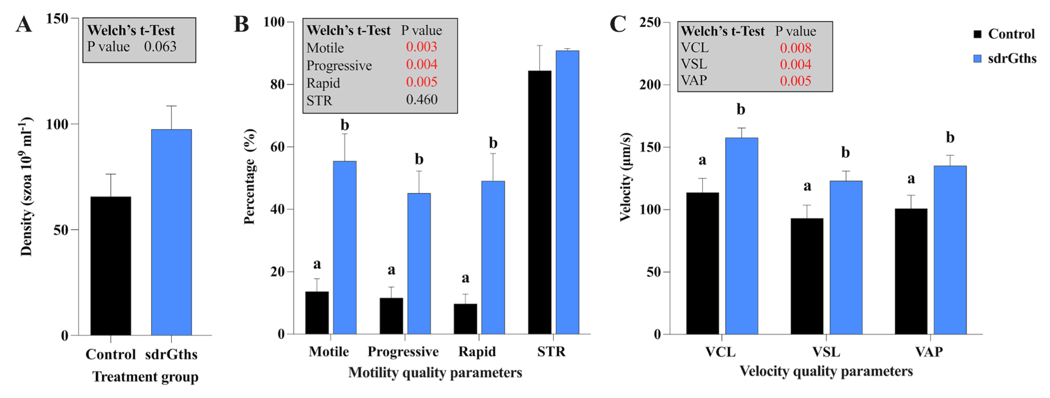 A
Welch's t-Test
P value 0.063
Density (szoa 10⁹ ml⁻¹)
150
100
50
0
Control sdrGths
Treatment group
B
Welch's t-Test P value
Motile 0.003
Progressive 0.004
Rapid 0.005
STR 0.460
Percentage (%)
100
80
60
40
20
0
a b a b a b
Motile Progressive Rapid STR
Motility quality parameters
C
Welch's t-Test P value
VCL 0.008
VSL 0.004
VAP 0.005
Velocity (µm/s)
250
200
150
100
50
0
a b a b a b
VCL VSL VAP
Velocity quality parameters
Control
sdrGths